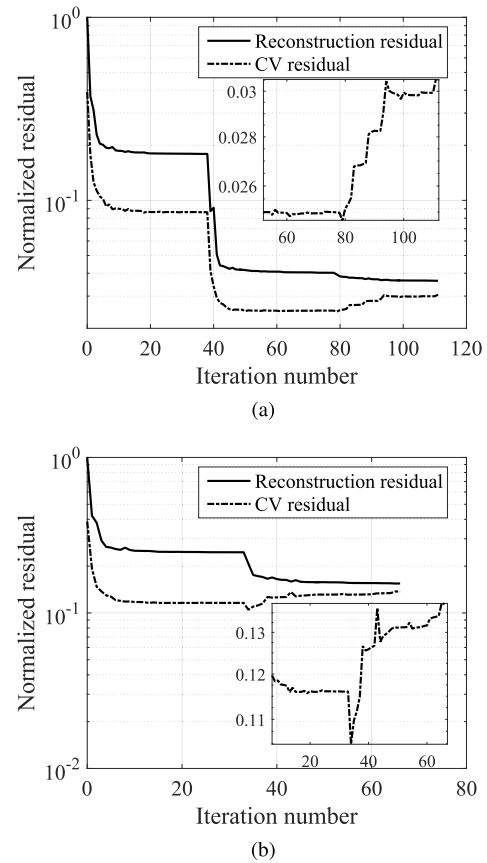 10^0
10^-1
Normalized residual
Reconstruction residual
CV residual
0.03
0.028
0.026
60 80 100
0 20 40 60 80 100 120
Iteration number
(a)
10^0
10^-1
10^-2
Normalized residual
Reconstruction residual
CV residual
0.13
0.12
0.11
20 40 60
0 20 40 60 80
Iteration number
(b)